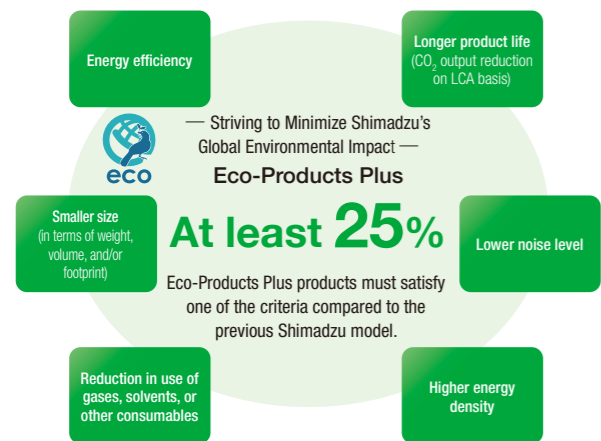 Energy efficiency
Longer product life
(CO₂ output reduction
on LCA basis)
— Striving to Minimize Shimadzu's
Global Environmental Impact —
eco
Eco-Products Plus
Smaller size
(in terms of weight,
volume, and/or
footprint)
At least 25%
Lower noise level
Eco-Products Plus products must satisfy
one of the criteria compared to the
previous Shimadzu model.
Reduction in use of
gases, solvents, or
other consumables
Higher energy
density